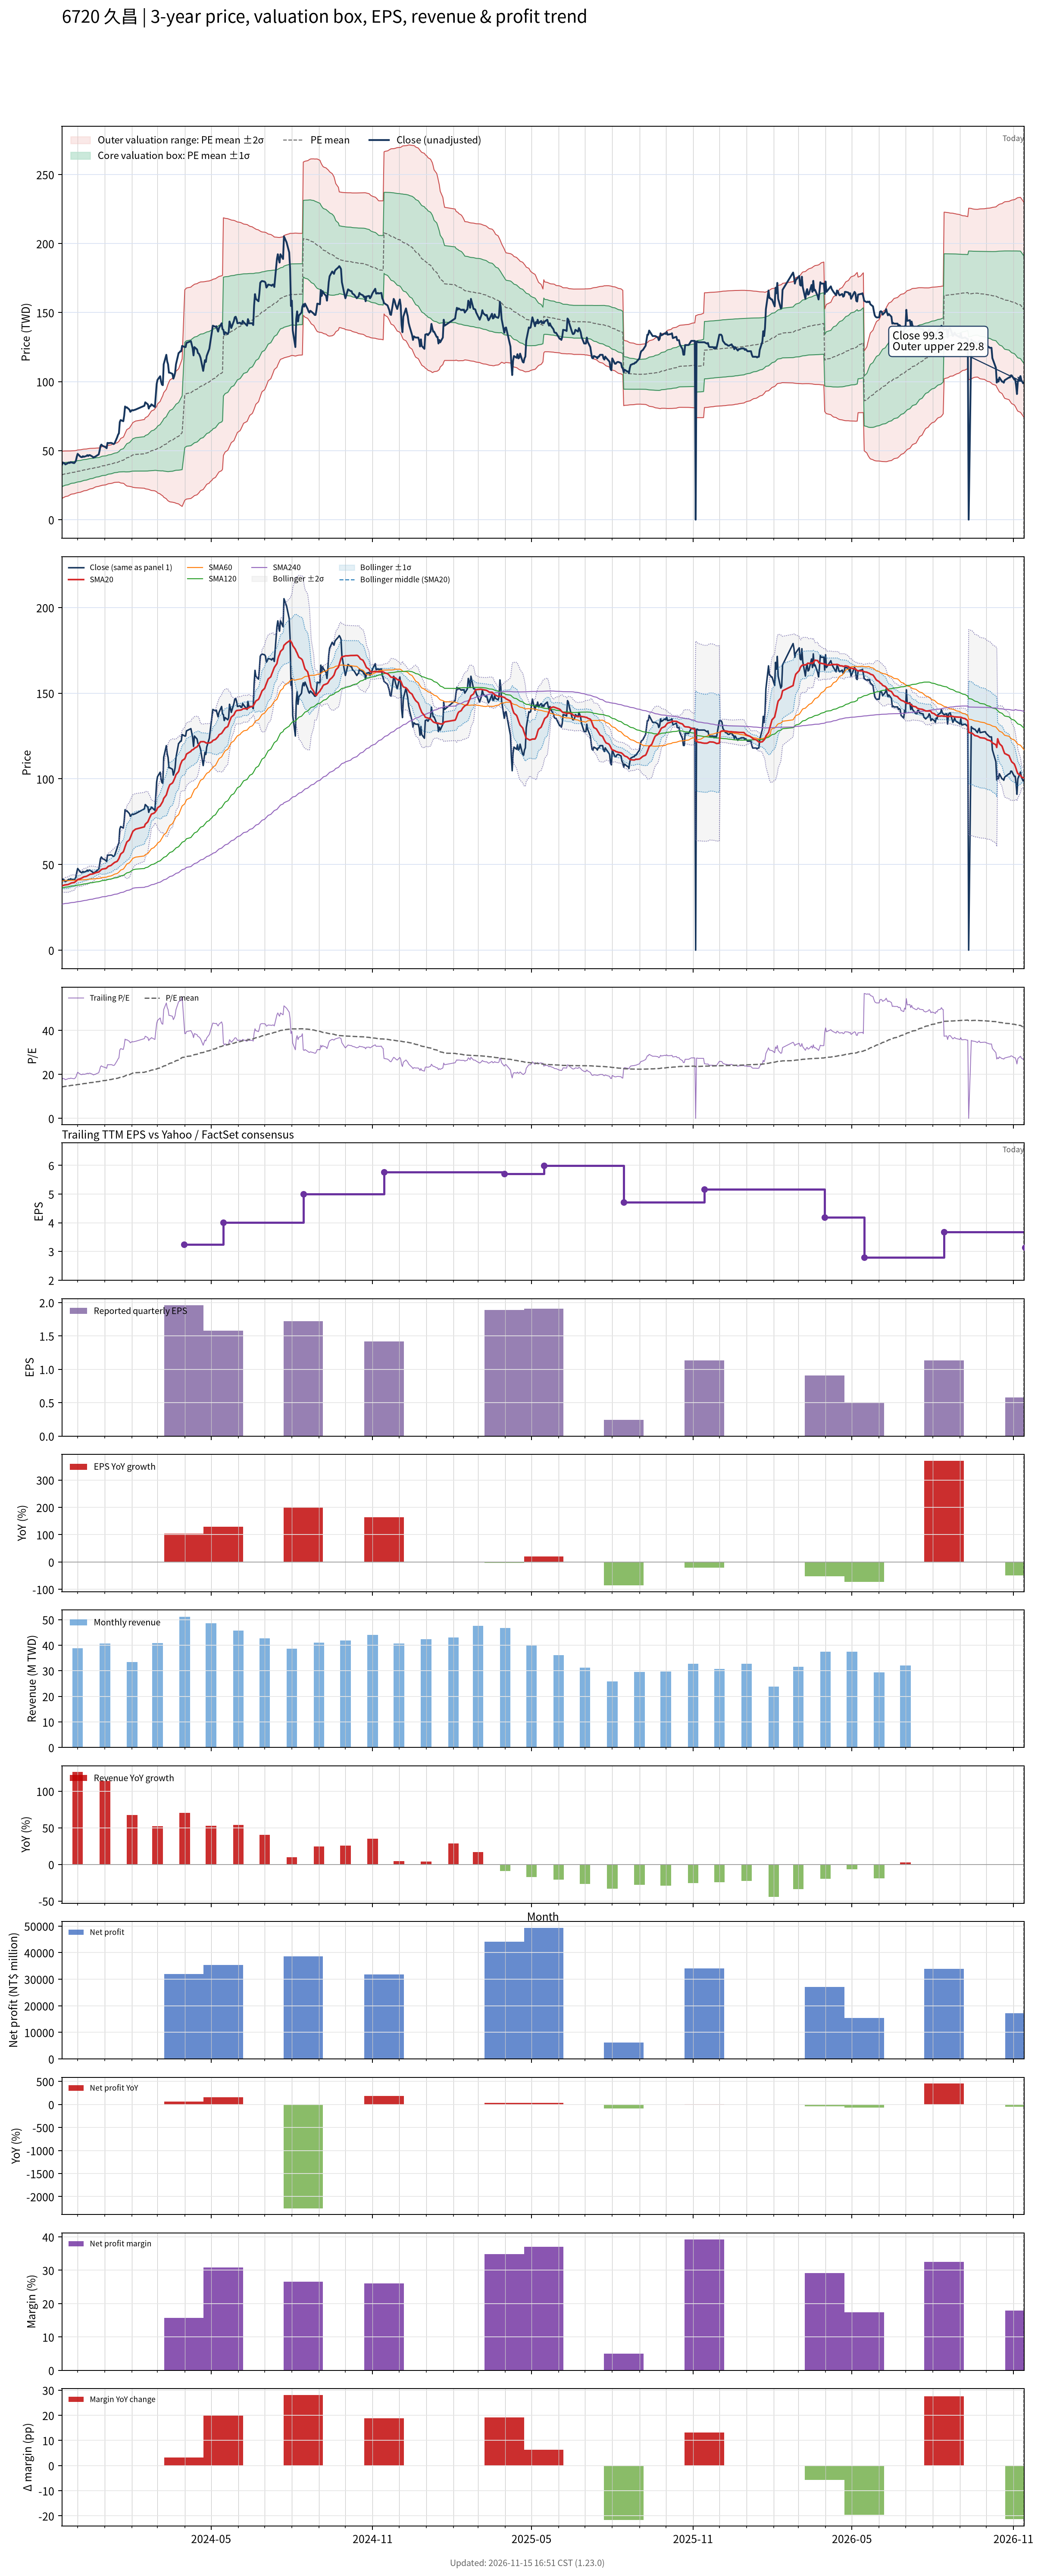 6720 久昌 | 3-year price, valuation box, EPS, revenue & profit trend
Outer valuation range: PE mean ±2σ
Core valuation box: PE mean ±1σ
PE mean
Close (unadjusted)
Today
250
200
150
100
50
0
Price (TWD)
Close 99.3
Outer upper 229.8
Close (same as panel 1)
SMA20
SMA60
SMA120
SMA240
Bollinger ±2σ
Bollinger ±1σ
Bollinger middle (SMA20)
200
150
100
50
0
Price
Trailing P/E
P/E mean
40
20
0
P/E
Trailing TTM EPS vs Yahoo / FactSet consensus
Today
6
5
4
3
2
EPS
Reported quarterly EPS
2.0
1.5
1.0
0.5
0.0
EPS
EPS YoY growth
300
200
100
0
-100
YoY (%)
Monthly revenue
50
40
30
20
10
0
Revenue (M TWD)
Revenue YoY growth
100
50
0
-50
YoY (%)
Month
Net profit
50000
40000
30000
20000
10000
0
Net profit (NT$ million)
Net profit YoY
500
0
-500
-1000
-1500
-2000
YoY (%)
Net profit margin
40
30
20
10
0
Margin (%)
Margin YoY change
30
20
10
0
-10
-20
Δ margin (pp)
2024-05
2024-11
2025-05
2025-11
2026-05
2026-11
Updated: 2026-11-15 16:51 CST (1.23.0)